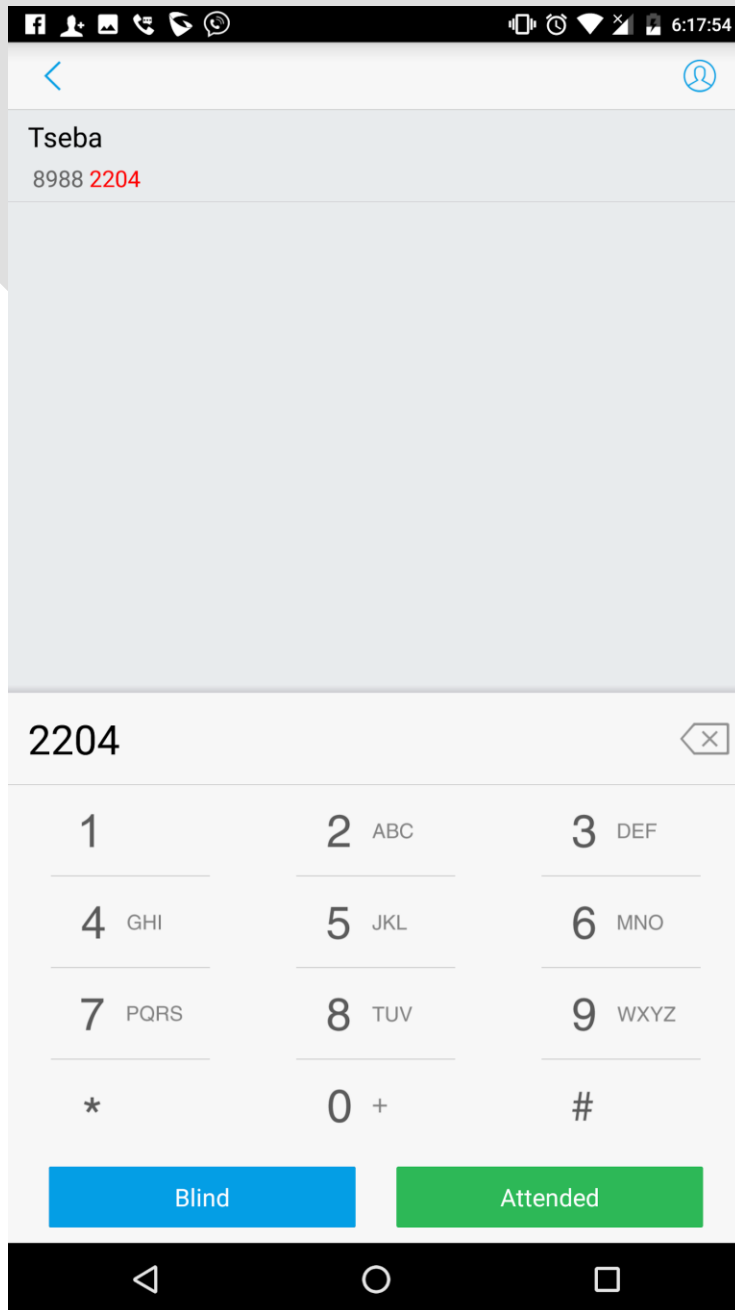 6:17:54
Tseba
8988 2204
2204
1
2 ABC
3 DEF
4 GHI
5 JKL
6 MNO
7 PQRS
8 TUV
9 WXYZ
*
0 +
#
Blind
Attended